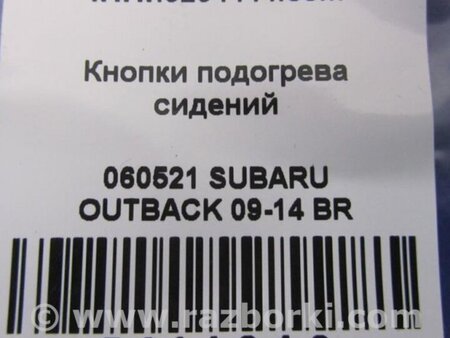 Кнопки подогрева
сидений
060521 SUBARU
OUTBACK 09-14 BR
© www.razborki.com